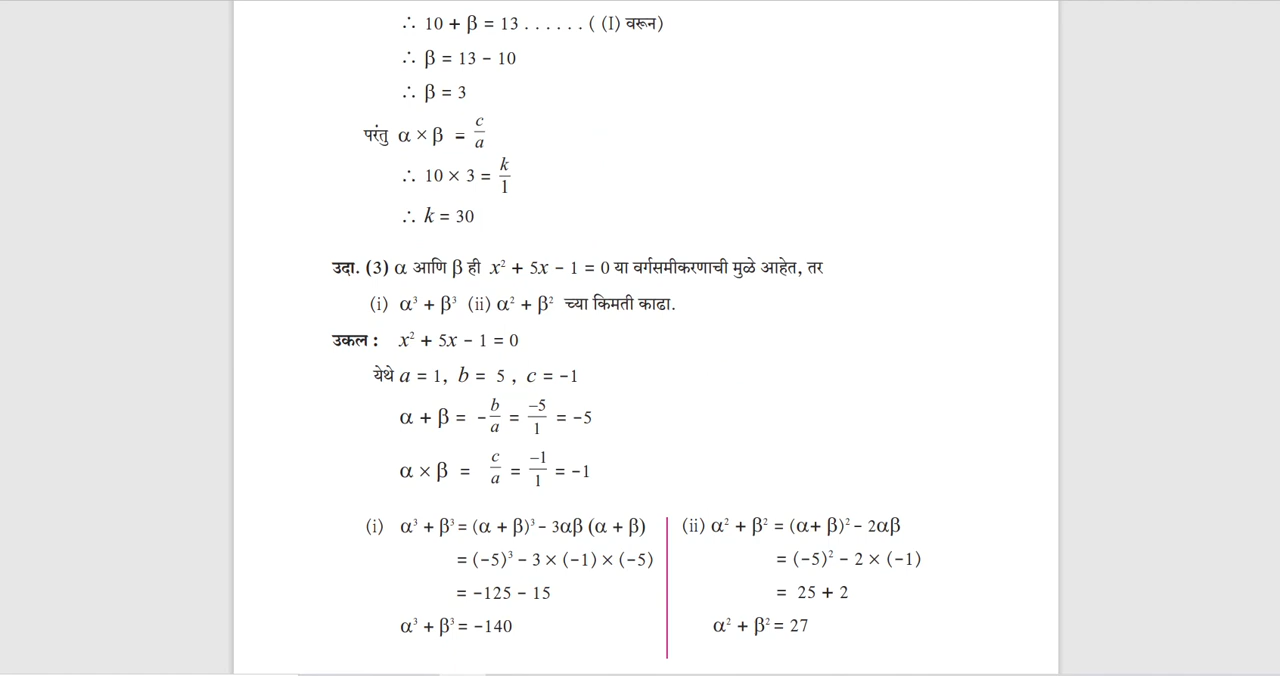 ∴ 10 + β = 13 . . . . . . ( (I) वरून)
∴ β = 13 − 10
∴ β = 3
परंतु α × β = c/a
∴ 10 × 3 = k/1
∴ k = 30
उदा. (3) α आणि β ही x² + 5x − 1 = 0 या वर्गसमीकरणाची मुळे आहेत, तर
(i) α³ + β³ (ii) α² + β² च्या किमती काढा.
उकल : x² + 5x − 1 = 0
येथे a = 1, b = 5 , c = −1
α + β = -b/a = −5/1 = −5
α × β = c/a = −1/1 = −1
(i) α³ + β³ = (α + β)³ − 3αβ (α + β)
= (−5)³ − 3 × (−1) × (−5)
= −125 − 15
α³ + β³ = −140
(ii) α² + β² = (α+ β)² − 2αβ
= (−5)² − 2 × (−1)
= 25 + 2
α² + β² = 27